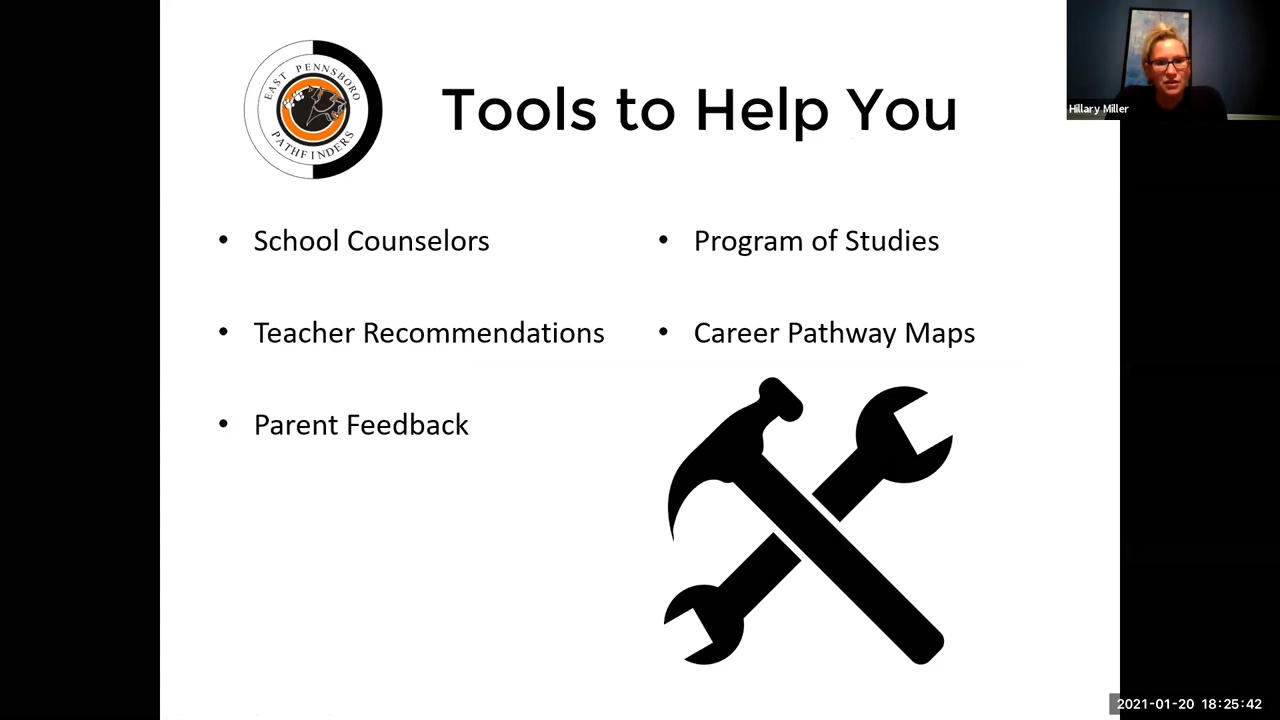 EAST PENNSBORO
PATHFINDERS
Tools to Help You
• School Counselors
• Teacher Recommendations
• Parent Feedback
• Program of Studies
• Career Pathway Maps
Hillary Miller
2021-01-20 18:25:42